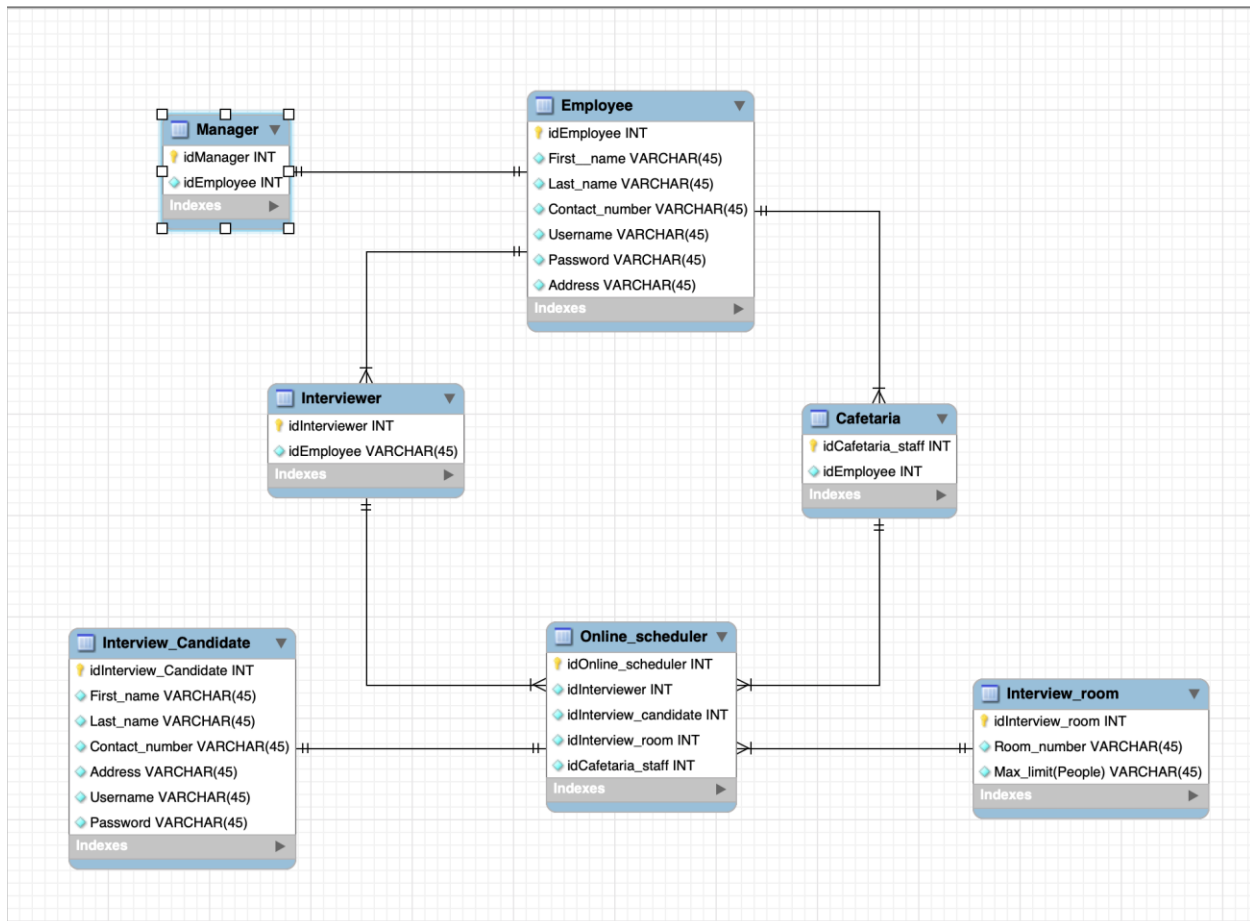 Manager
idManager INT
idEmployee INT
Indexes
Employee
idEmployee INT
First__name VARCHAR(45)
Last_name VARCHAR(45)
Contact_number VARCHAR(45)
Username VARCHAR(45)
Password VARCHAR(45)
Address VARCHAR(45)
Indexes
Interviewer
idInterviewer INT
idEmployee VARCHAR(45)
Indexes
Cafetaria
idCafetaria_staff INT
idEmployee INT
Indexes
Interview_Candidate
idInterview_Candidate INT
First_name VARCHAR(45)
Last_name VARCHAR(45)
Contact_number VARCHAR(45)
Address VARCHAR(45)
Username VARCHAR(45)
Password VARCHAR(45)
Indexes
Online_scheduler
idOnline_scheduler INT
idInterviewer INT
idInterview_candidate INT
idInterview_room INT
idCafetaria_staff INT
Indexes
Interview_room
idInterview_room INT
Room_number VARCHAR(45)
Max_limit(People) VARCHAR(45)
Indexes